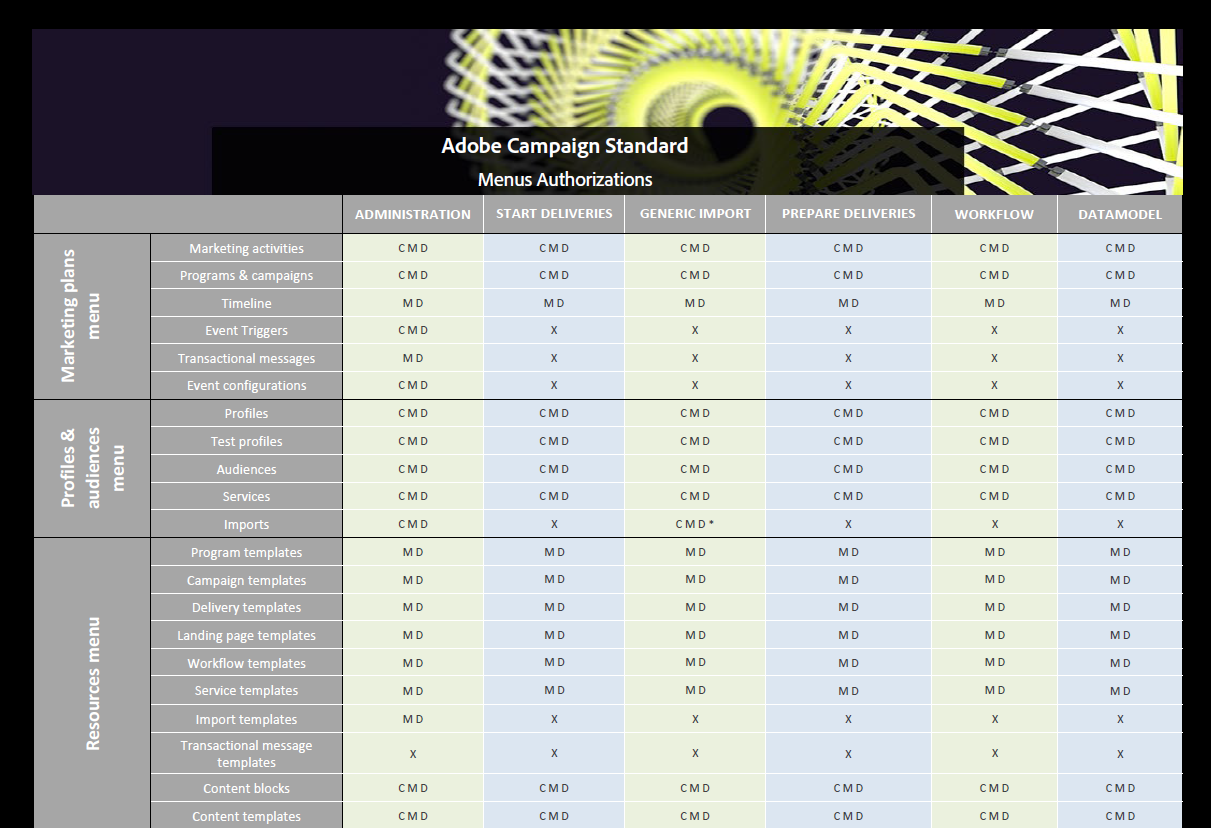 Adobe Campaign Standard
Menus Authorizations
ADMINISTRATION START DELIVERIES GENERIC IMPORT PREPARE DELIVERIES WORKFLOW DATAMODEL
Marketing plans
menu
Marketing activities C M D C M D C M D C M D C M D C M D
Programs & campaigns C M D C M D C M D C M D C M D C M D
Timeline M D M D M D M D M D M D
Event Triggers C M D X X X X X
Transactional messages M D X X X X X
Event configurations C M D X X X X X
Profiles &
audiences
menu
Profiles C M D C M D C M D C M D C M D C M D
Test profiles C M D C M D C M D C M D C M D C M D
Audiences C M D C M D C M D C M D C M D C M D
Services C M D C M D C M D C M D C M D C M D
Imports C M D X C M D * X X X
Resources menu
Program templates M D M D M D M D M D M D
Campaign templates M D M D M D M D M D M D
Delivery templates M D M D M D M D M D M D
Landing page templates M D M D M D M D M D M D
Workflow templates M D M D M D M D M D M D
Service templates M D M D M D M D M D M D
Import templates M D X X X X X
Transactional message
templates X X X X X X
Content blocks C M D C M D C M D C M D C M D C M D
Content templates C M D C M D C M D C M D C M D C M D